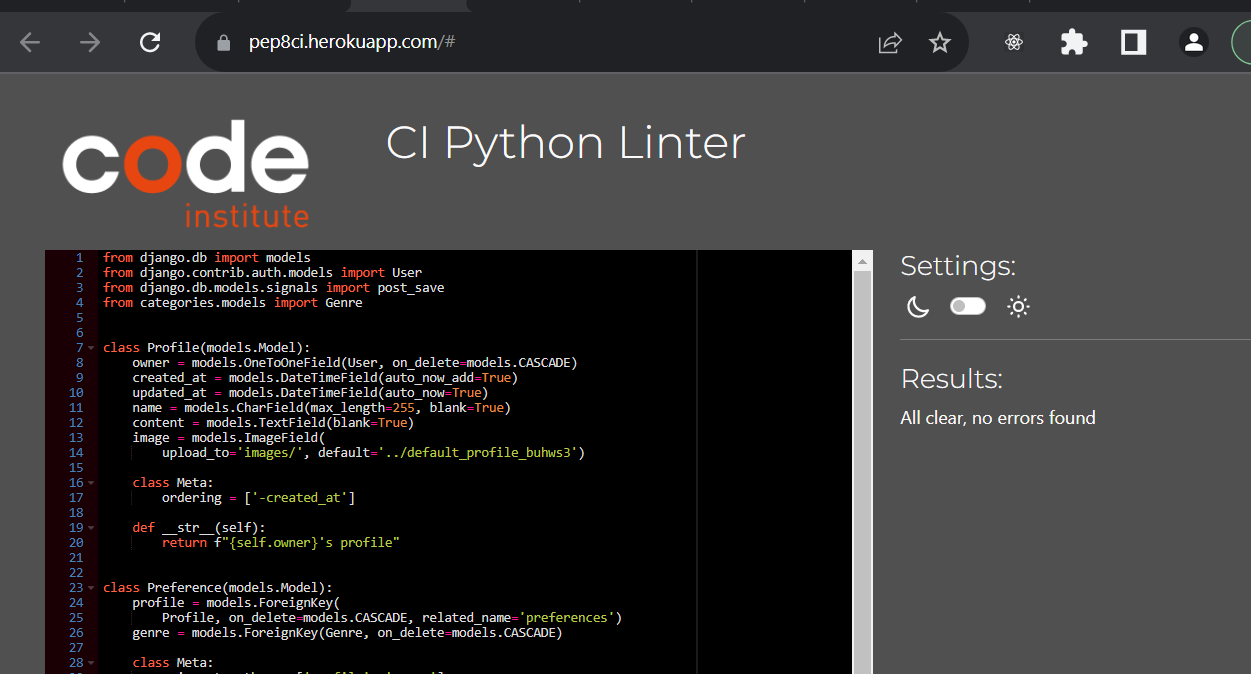 pep8ci.herokuapp.com/#
code
institute
CI Python Linter
1 from django.db import models
2 from django.contrib.auth.models import User
3 from django.db.models.signals import post_save
4 from categories.models import Genre
5
6
7 class Profile(models.Model):
8 owner = models.OneToOneField(User, on_delete=models.CASCADE)
9 created_at = models.DateTimeField(auto_now_add=True)
10 updated_at = models.DateTimeField(auto_now=True)
11 name = models.CharField(max_length=255, blank=True)
12 content = models.TextField(blank=True)
13 image = models.ImageField(
14 upload_to='images/', default='../default_profile_buhws3')
15
16 class Meta:
17 ordering = ['-created_at']
18
19 def __str__(self):
20 return f"{self.owner}'s profile"
21
22
23 class Preference(models.Model):
24 profile = models.ForeignKey(
25 Profile, on_delete=models.CASCADE, related_name='preferences')
26 genre = models.ForeignKey(Genre, on_delete=models.CASCADE)
27
28 class Meta:
Settings:
Results:
All clear, no errors found